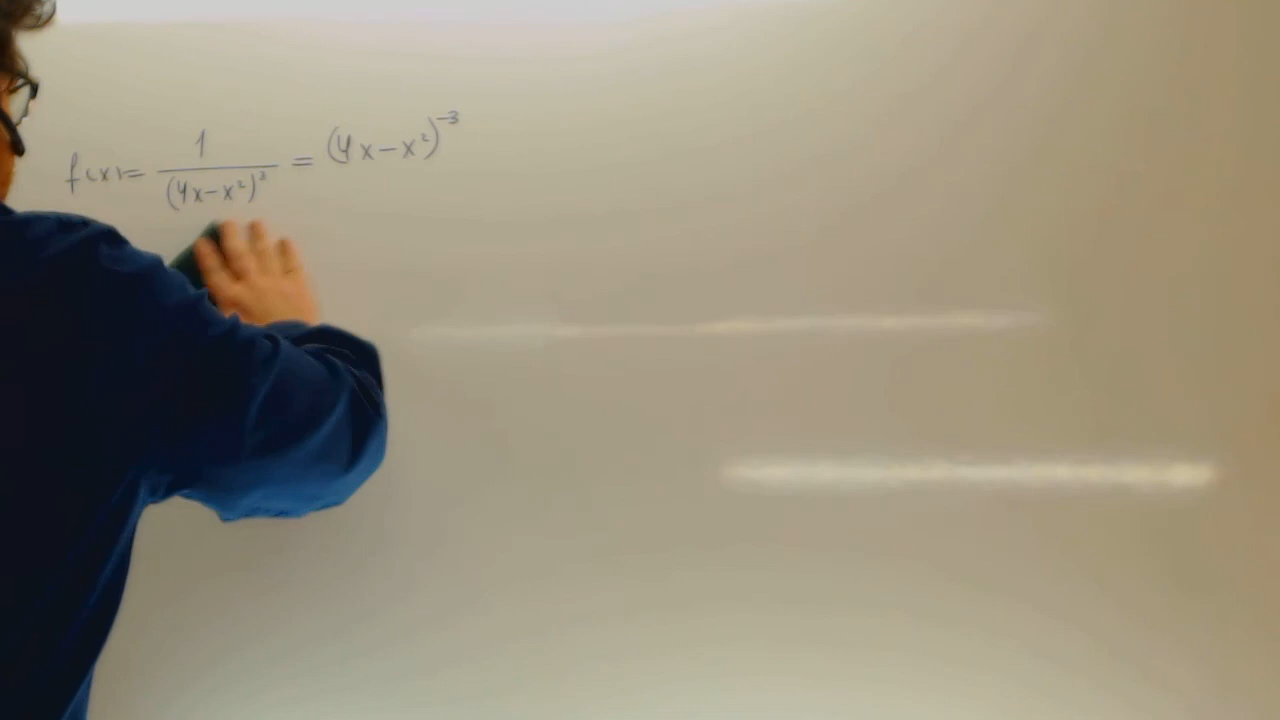 f(x) = 1/(4x-x²)³ = (4x-x²)⁻³